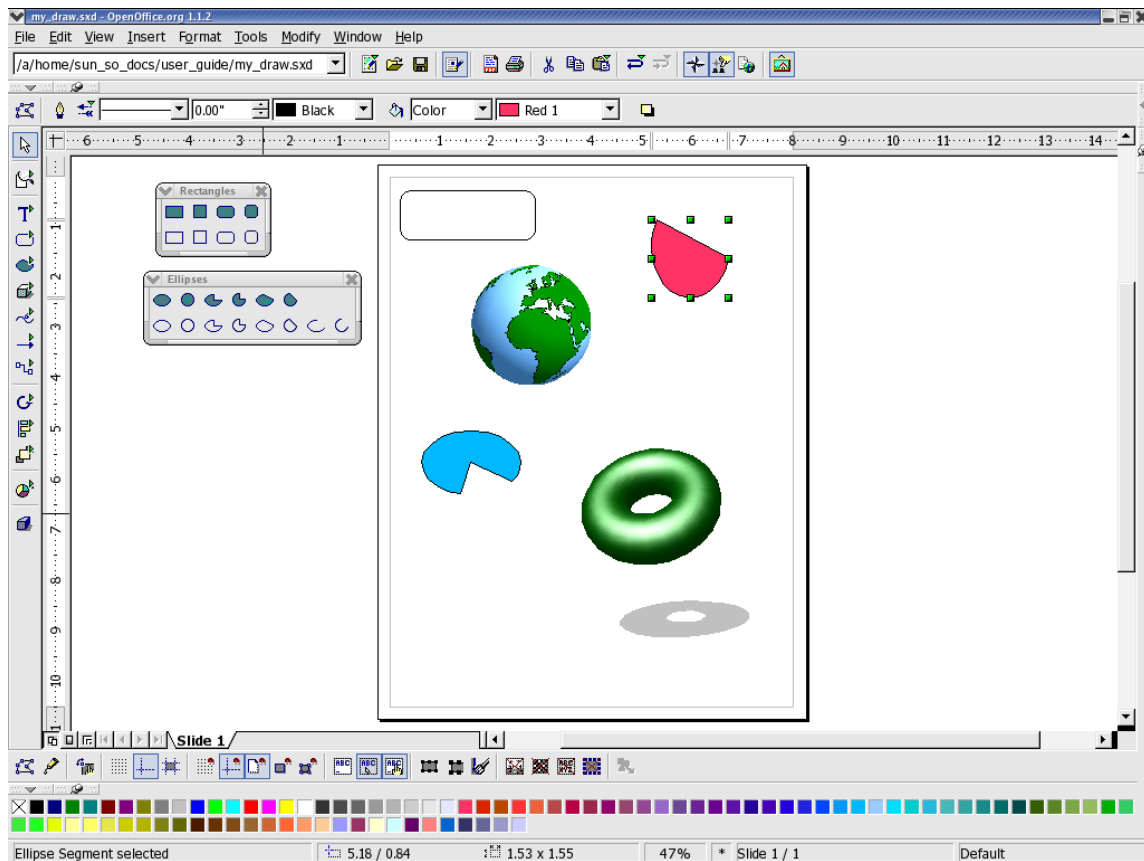 my_draw.sxd - OpenOffice.org 1.1.2
File Edit View Insert Format Tools Modify Window Help
/a/home/sun_so_docs/user_guide/my_draw.sxd
0.00" Black Color Red 1
6 5 4 3 2 1 1 2 3 4 5 6 7 8 9 10 11 12 13 14
Rectangles
Ellipses
1
2
3
4
5
6
7
8
9
10
Slide 1
ABC ABC ABC
Ellipse Segment selected 5.18 / 0.84 1.53 x 1.55 47% * Slide 1 / 1 Default